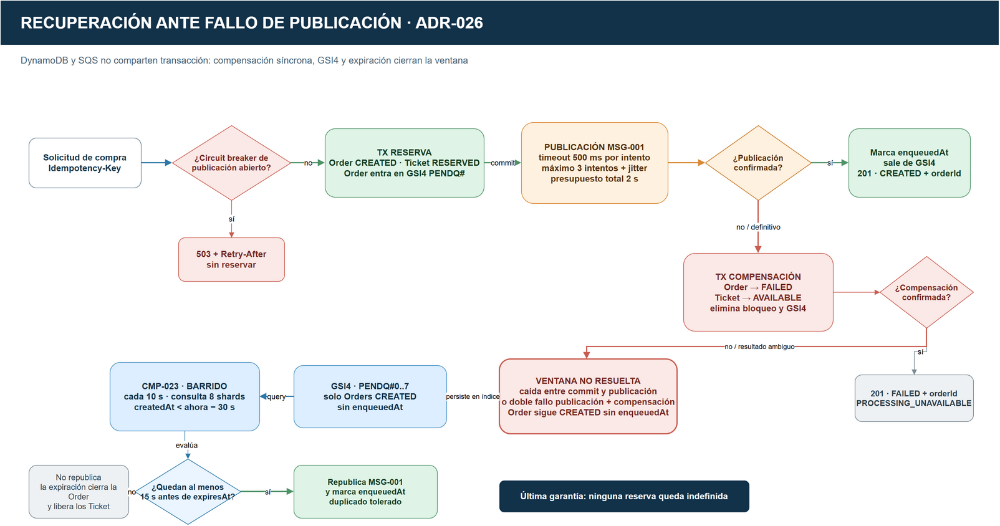 RECUPERACIÓN ANTE FALLO DE PUBLICACIÓN · ADR-026
DynamoDB y SQS no comparten transacción: compensación síncrona, GSI4 y expiración cierran la ventana
Solicitud de compra
Idempotency-Key
¿Circuit breaker de
publicación abierto?
no
TX RESERVA
Order CREATED · Ticket RESERVED
Order entra en GSI4 PENDQ#
commit
PUBLICACIÓN MSG-001
timeout 500 ms por intento
máximo 3 intentos + jitter
presupuesto total 2 s
¿Publicación
confirmada?
sí
Marca enqueuedAt
sale de GSI4
201 · CREATED + orderId
sí
503 + Retry-After
sin reservar
no / definitivo
TX COMPENSACIÓN
Order → FAILED
Ticket → AVAILABLE
elimina bloqueo y GSI4
¿Compensación
confirmada?
no / resultado ambiguo
sí
201 · FAILED + orderId
PROCESSING_UNAVAILABLE
VENTANA NO RESUELTA
caída entre commit y publicación
o doble fallo publicación + compensación
Order sigue CREATED sin enqueuedAt
persiste en índice
GSI4 · PENDQ#0..7
solo Orders CREATED
sin enqueuedAt
query
CMP-023 · BARRIDO
cada 10 s · consulta 8 shards
createdAt < ahora − 30 s
evalúa
¿Quedan al menos
15 s antes de expiresAt?
no
No republica
la expiración cierra la
Order
y libera los Ticket
sí
Republica MSG-001
y marca enqueuedAt
duplicado tolerado
Última garantía: ninguna reserva queda indefinida